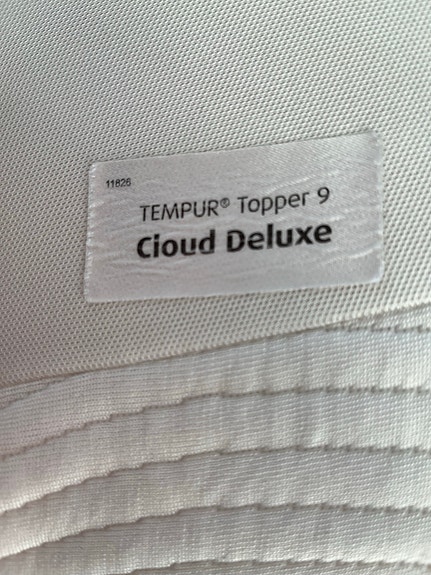 11826
TEMPUR® Topper 9
Cloud Deluxe